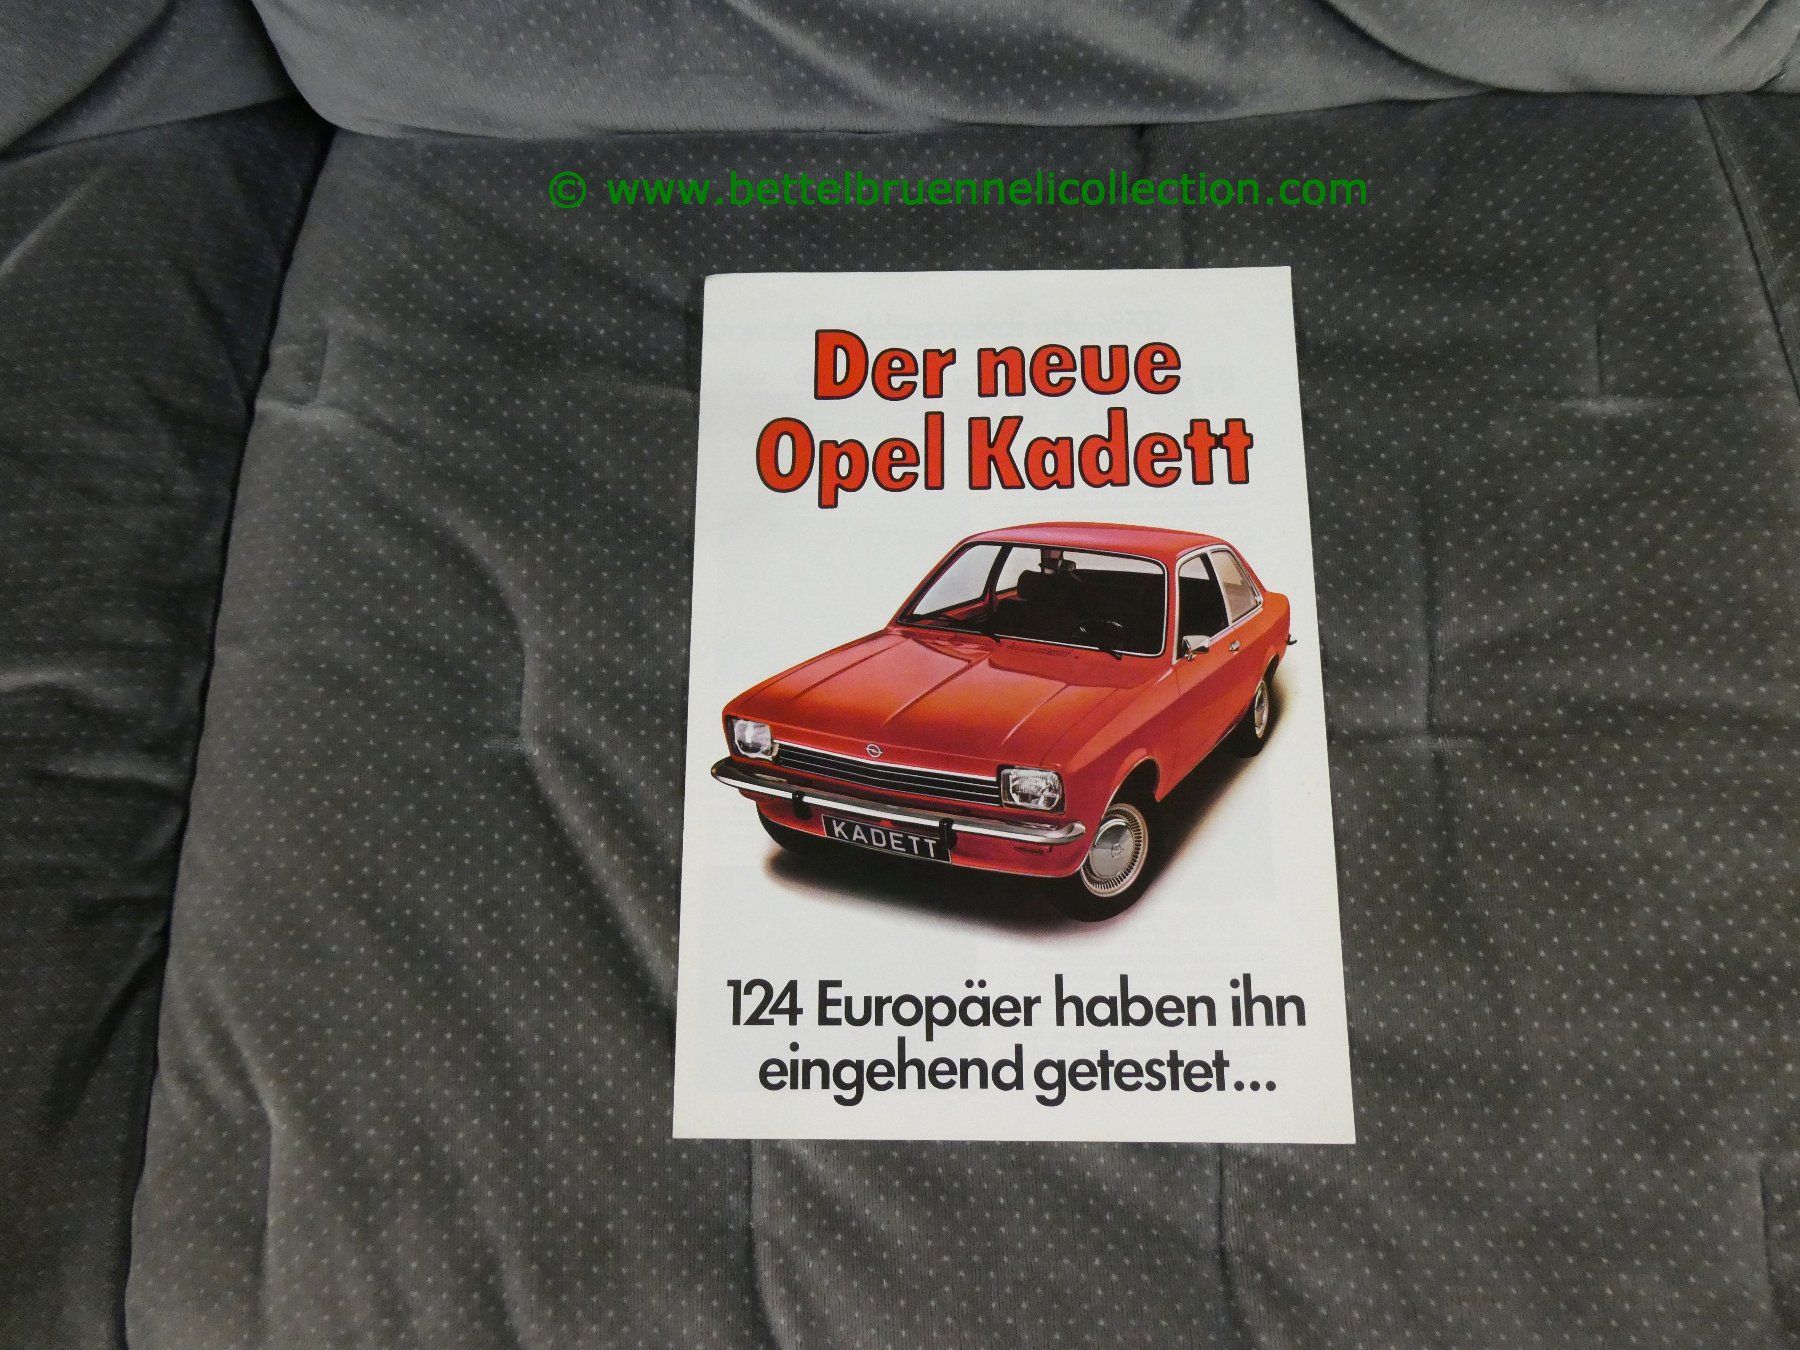 © www.bettelbruennelicollection.com
Der neue
Opel Kadett
KADETT
124 Europäer haben ihn
eingehend getestet...